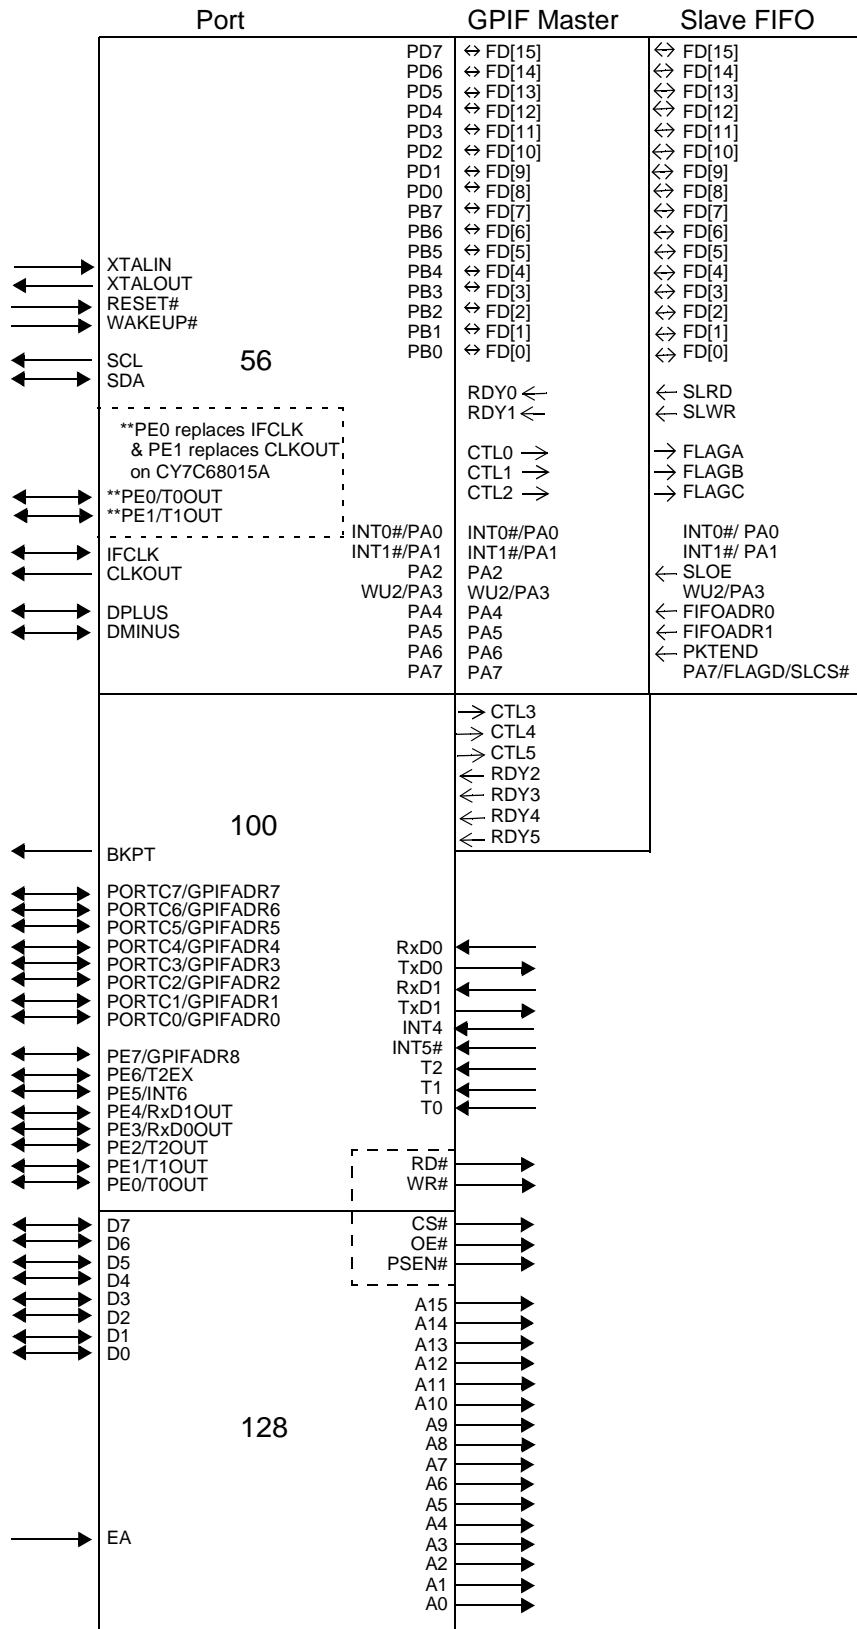 Port GPIF Master Slave FIFO
PD7 FD[15] FD[15]
PD6 FD[14] FD[14]
PD5 FD[13] FD[13]
PD4 FD[12] FD[12]
PD3 FD[11] FD[11]
PD2 FD[10] FD[10]
PD1 FD[9] FD[9]
PD0 FD[8] FD[8]
PB7 FD[7] FD[7]
PB6 FD[6] FD[6]
PB5 FD[5] FD[5]
XTALIN PB4 FD[4] FD[4]
XTALOUT PB3 FD[3] FD[3]
RESET# PB2 FD[2] FD[2]
WAKEUP# PB1 FD[1] FD[1]
SCL 56 PB0 FD[0] FD[0]
SDA
RDY0 SLRD
RDY1 SLWR
**PE0 replaces IFCLK
& PE1 replaces CLKOUT CTL0 FLAGA
on CY7C68015A CTL1 FLAGB
**PE0/T0OUT CTL2 FLAGC
**PE1/T1OUT
INT0#/PA0 INT0#/PA0 INT0#/ PA0
IFCLK INT1#/PA1 INT1#/PA1 INT1#/ PA1
CLKOUT PA2 PA2 SLOE
WU2/PA3 WU2/PA3 WU2/PA3
DPLUS PA4 PA4 FIFOADR0
DMINUS PA5 PA5 FIFOADR1
PA6 PA6 PKTEND
PA7 PA7 PA7/FLAGD/SLCS#
CTL3
CTL4
CTL5
RDY2
RDY3
100 RDY4
RDY5
BKPT
PORTC7/GPIFADR7
PORTC6/GPIFADR6
PORTC5/GPIFADR5
PORTC4/GPIFADR4 RxD0
PORTC3/GPIFADR3 TxD0
PORTC2/GPIFADR2 RxD1
PORTC1/GPIFADR1 TxD1
PORTC0/GPIFADR0 INT4
INT5#
PE7/GPIFADR8 T2
PE6/T2EX T1
PE5/INT6 T0
PE4/RxD1OUT
PE3/RxD0OUT
PE2/T2OUT
PE1/T1OUT RD#
PE0/T0OUT WR#
D7 CS#
D6 OE#
D5 PSEN#
D4
D3 A15
D2 A14
D1 A13
D0 A12
A11
A10
128 A9
A8
A7
A6
A5
A4
EA A3
A2
A1
A0